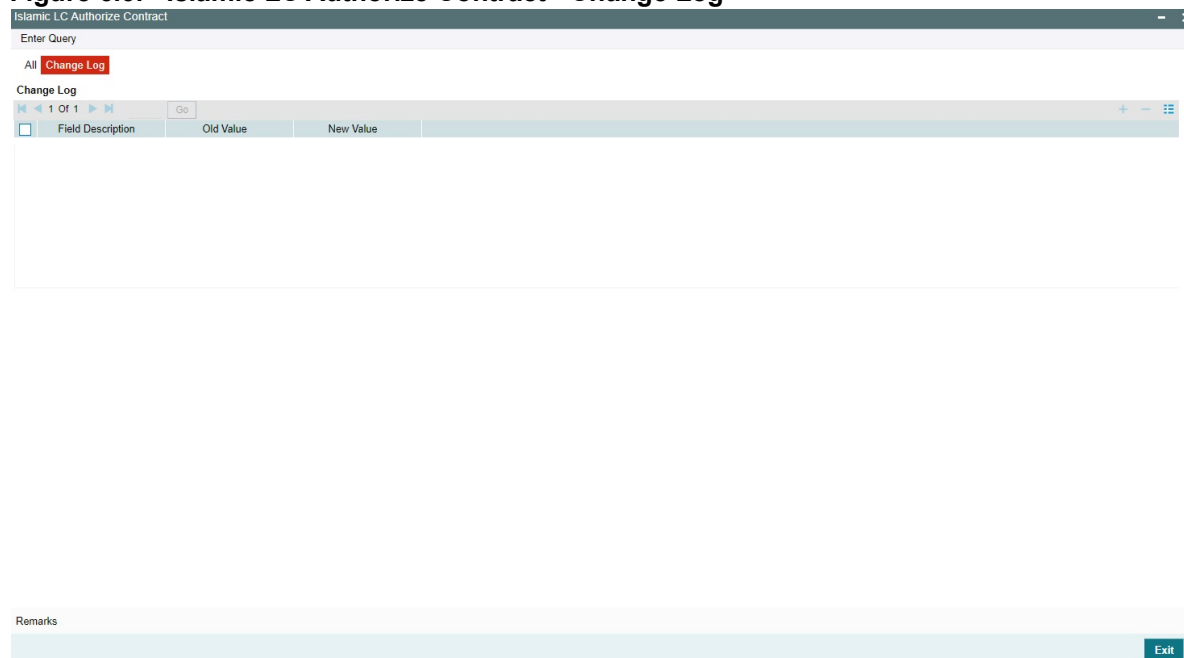 Islamic LC Authorize Contract
Enter Query
All Change Log
Change Log
1 Of 1 Go
Field Description Old Value New Value
Remarks
Exit